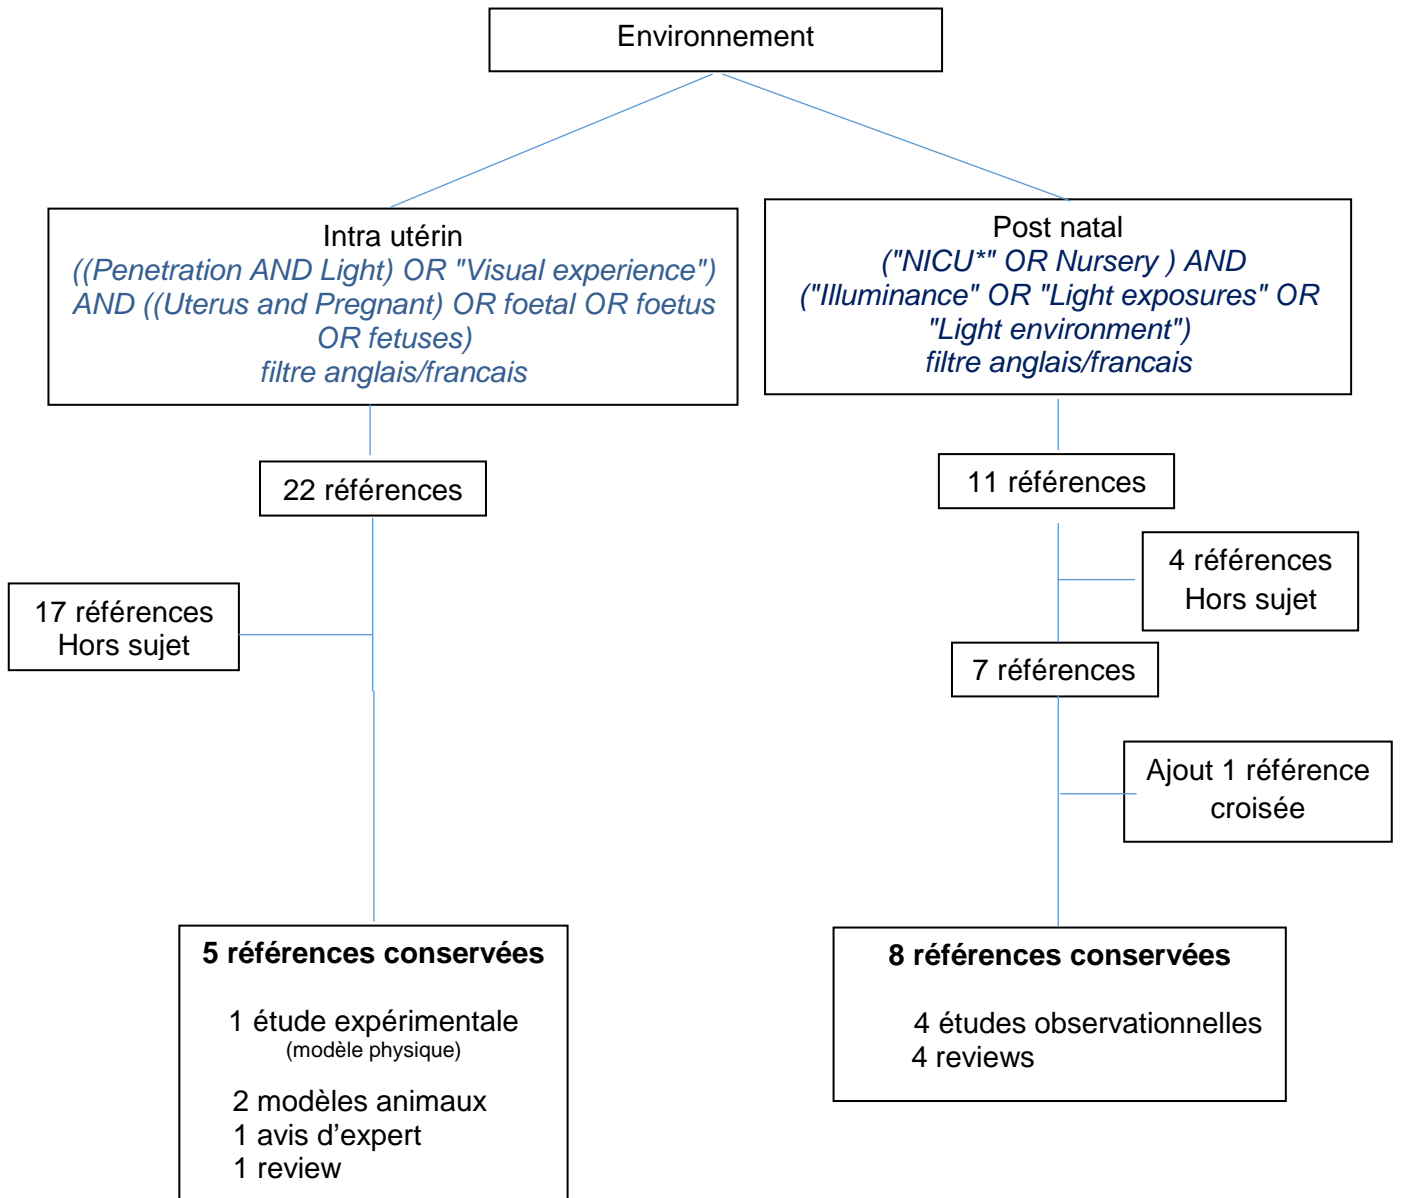 Environnement
Intra utérin
((Penetration AND Light) OR "Visual experience")
AND ((Uterus and Pregnant) OR foetal OR foetus
OR fetuses)
filtre anglais/francais
Post natal
("NICU*" OR Nursery ) AND
("Illuminance" OR "Light exposures" OR
"Light environment")
filtre anglais/francais
22 références
11 références
17 références
Hors sujet
4 références
Hors sujet
7 références
Ajout 1 référence
croisée
5 références conservées
1 étude expérimentale
(modèle physique)
2 modèles animaux
1 avis d’expert
1 review
8 références conservées
4 études observationnelles
4 reviews